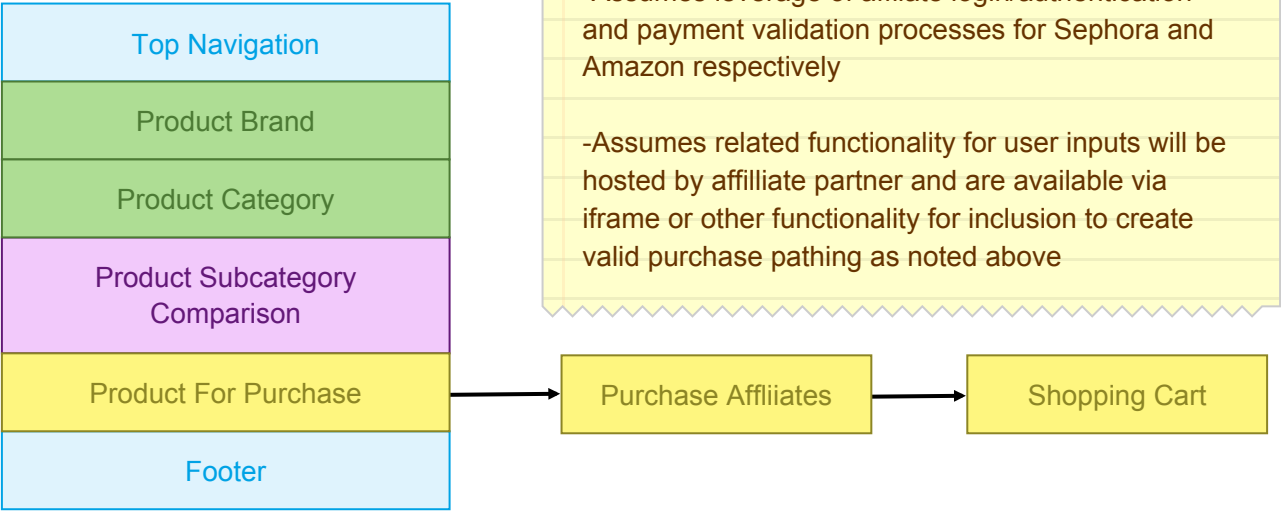 Top Navigation
Product Brand
Product Category
Product Subcategory
Comparison
Product For Purchase
Footer
and payment validation processes for Sephora and
Amazon respectively
-Assumes related functionality for user inputs will be
hosted by affilliate partner and are available via
iframe or other functionality for inclusion to create
valid purchase pathing as noted above
Purchase Affliiates
Shopping Cart